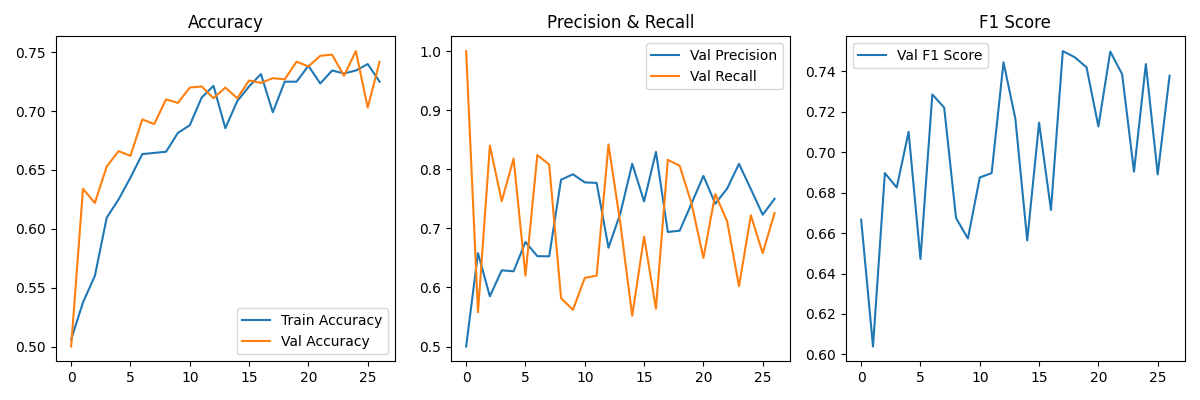 Accuracy
0.75
0.70
0.65
0.60
0.55
0.50
Train Accuracy
Val Accuracy
0 5 10 15 20 25
Precision & Recall
1.0
0.9
0.8
0.7
0.6
0.5
Val Precision
Val Recall
0 5 10 15 20 25
F1 Score
Val F1 Score
0.74
0.72
0.70
0.68
0.66
0.64
0.62
0.60
0 5 10 15 20 25